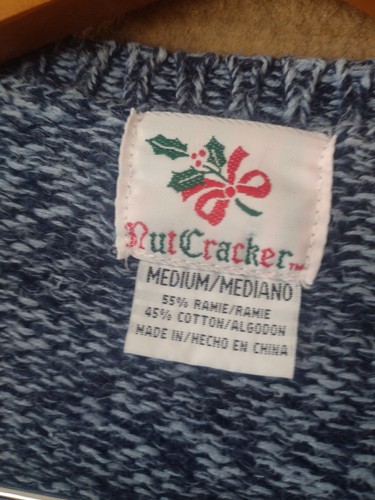 NutCracker™
MEDIUM/MEDIANO
55% RAMIE/RAMIE
45% COTTON/ALGODON
MADE IN/HECHO EN CHINA